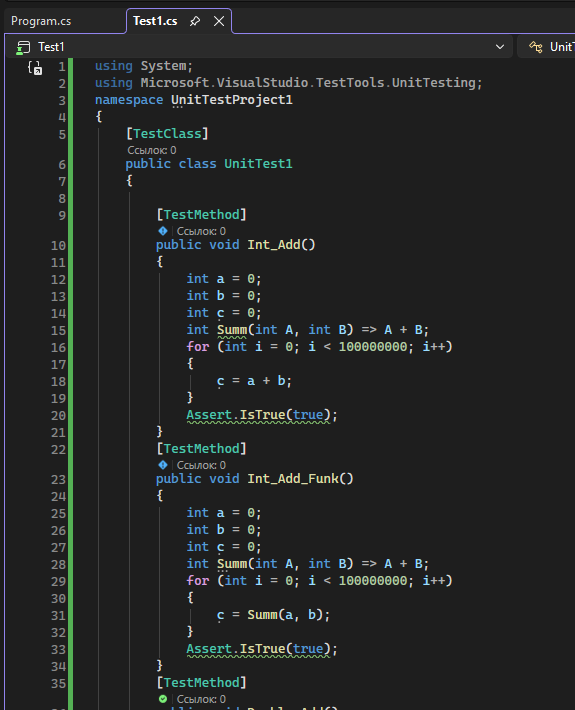 Program.cs Test1.cs
Test1 UnitT
1 using System;
2 using Microsoft.VisualStudio.TestTools.UnitTesting;
3 namespace UnitTestProject1
4 {
5 [TestClass]
Ссылок: 0
6 public class UnitTest1
7 {
8
9 [TestMethod]
Ссылок: 0
10 public void Int_Add()
11 {
12 int a = 0;
13 int b = 0;
14 int c = 0;
15 int Summ(int A, int B) => A + B;
16 for (int i = 0; i < 100000000; i++)
17 {
18 c = a + b;
19 }
20 Assert.IsTrue(true);
21 }
22 [TestMethod]
Ссылок: 0
23 public void Int_Add_Funk()
24 {
25 int a = 0;
26 int b = 0;
27 int c = 0;
28 int Summ(int A, int B) => A + B;
29 for (int i = 0; i < 100000000; i++)
30 {
31 c = Summ(a, b);
32 }
33 Assert.IsTrue(true);
34 }
35 [TestMethod]
Ссылок: 0